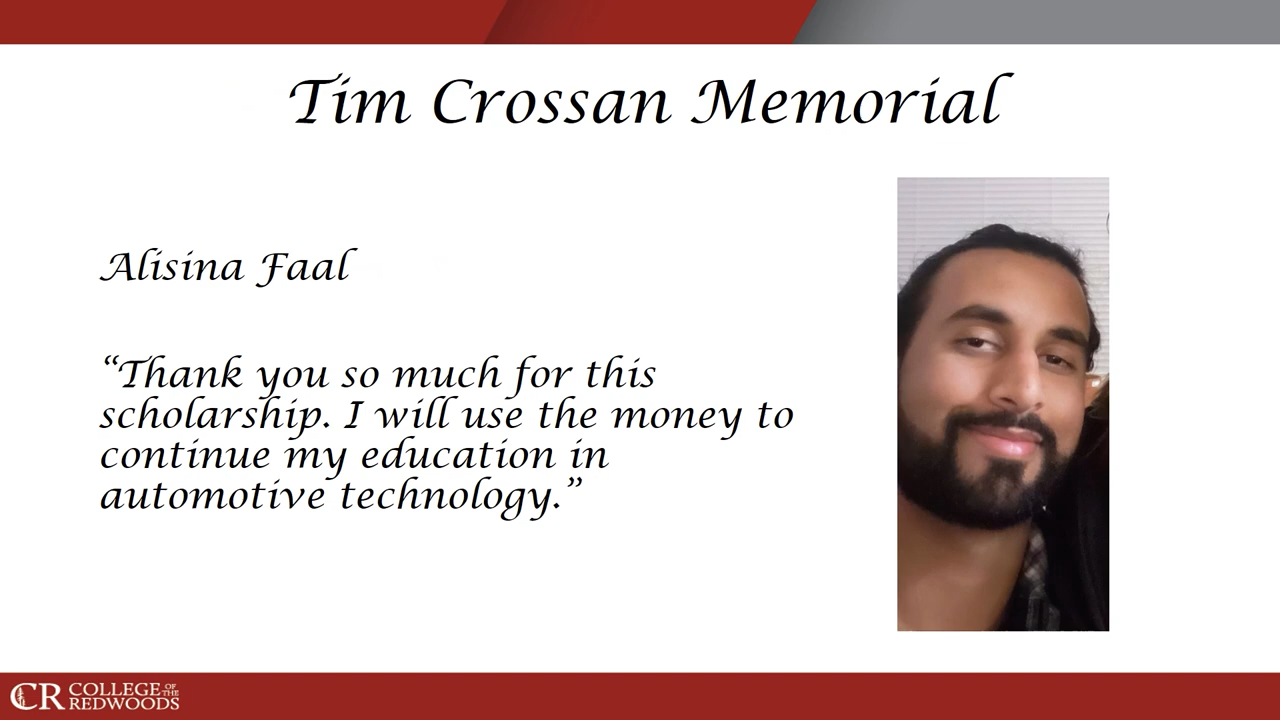 Tim Crossan Memorial
Alisina Faal
“Thank you so much for this
scholarship. I will use the money to
continue my education in
automotive technology.”
CR COLLEGE OF THE
REDWOODS